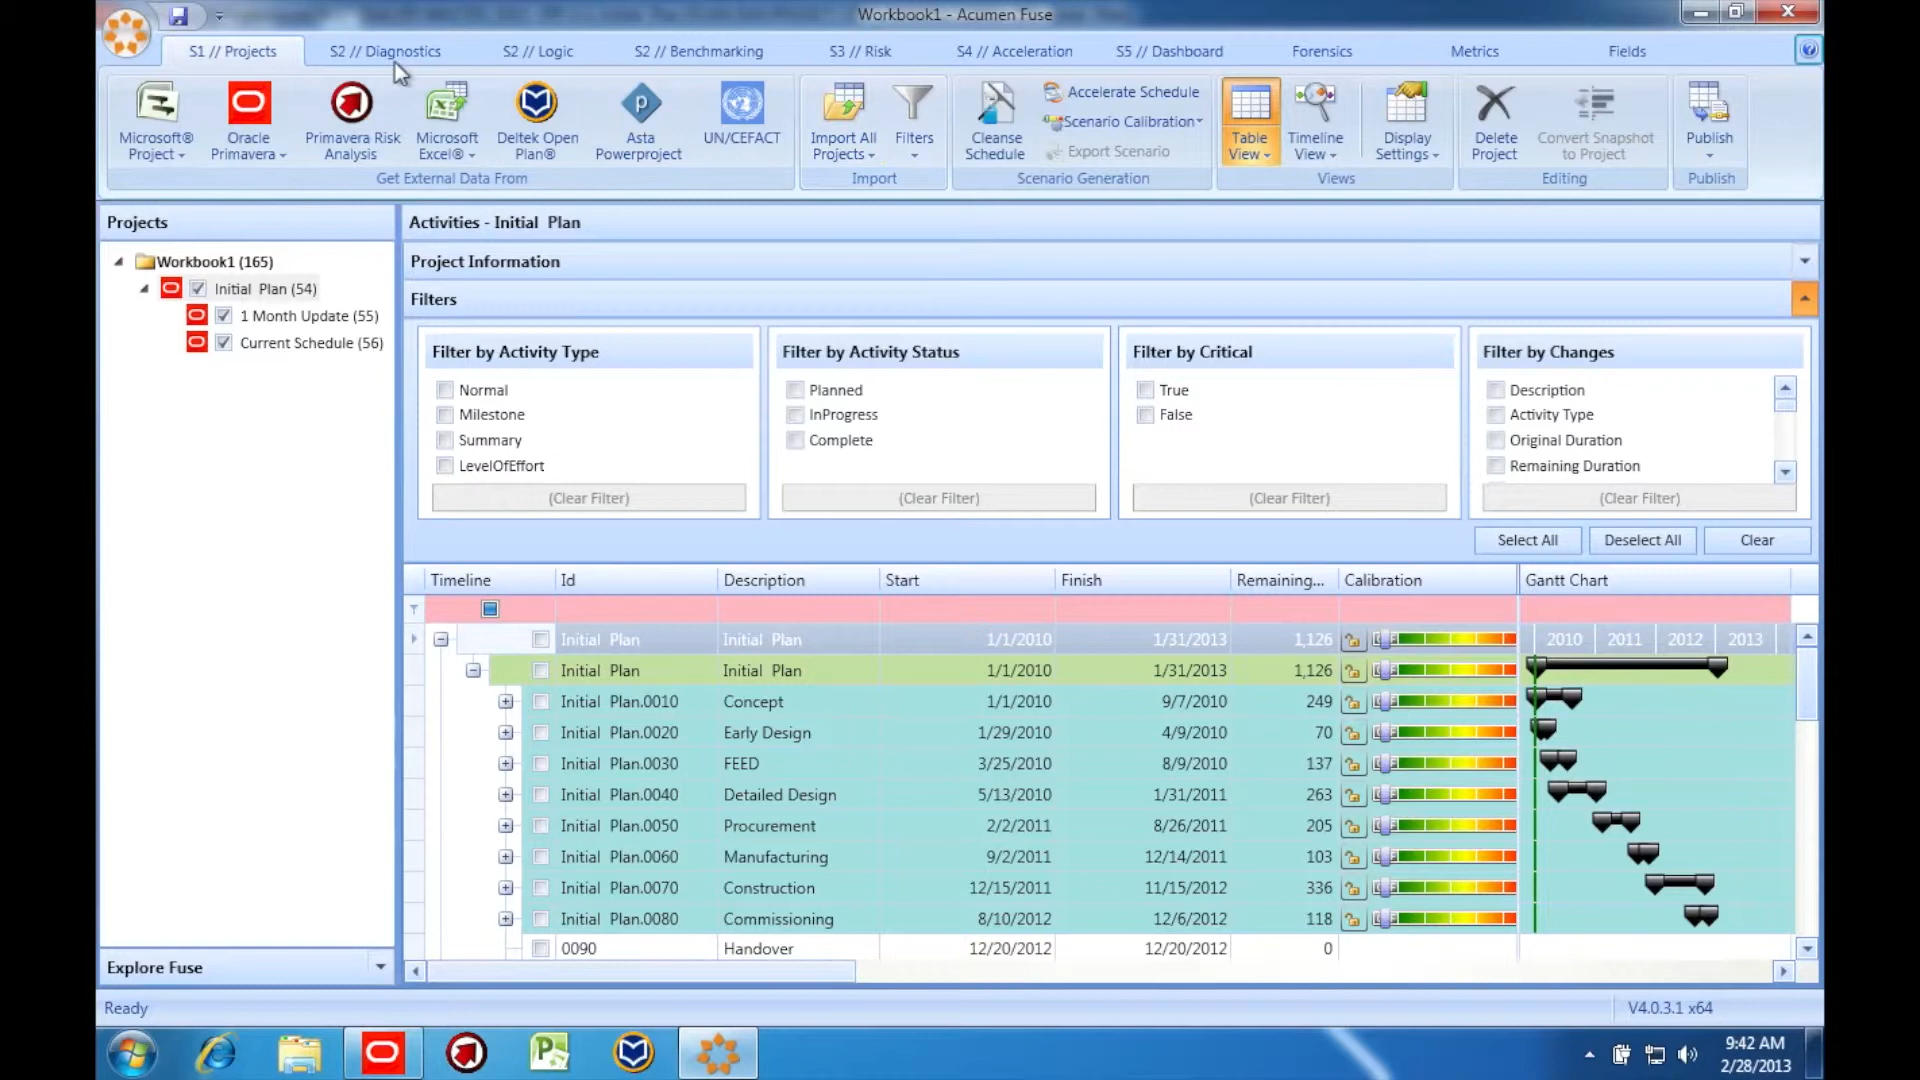 Workbook1 - Acumen Fuse
S1 // Projects
S2 // Diagnostics
S2 // Logic
S2 // Benchmarking
S3 // Risk
S4 // Acceleration
S5 // Dashboard
Forensics
Metrics
Fields
Microsoft® Project
Oracle Primavera
Primavera Risk Analysis
Microsoft Excel®
Deltek Open Plan®
Asta Powerproject
UN/CEFACT
Get External Data From
Import All Projects
Filters
Import
Cleanse Schedule
Accelerate Schedule
Scenario Calibration
Export Scenario
Scenario Generation
Table View
Timeline View
Display Settings
Views
Delete Project
Convert Snapshot to Project
Editing
Publish
Publish
Projects
Workbook1 (165)
Initial Plan (54)
1 Month Update (55)
Current Schedule (56)
Explore Fuse
Activities - Initial Plan
Project Information
Filters
Filter by Activity Type
Normal
Milestone
Summary
LevelOfEffort
(Clear Filter)
Filter by Activity Status
Planned
InProgress
Complete
(Clear Filter)
Filter by Critical
True
False
(Clear Filter)
Filter by Changes
Description
Activity Type
Original Duration
Remaining Duration
(Clear Filter)
Select All Deselect All Clear
Timeline Id Description Start Finish Remaining... Calibration Gantt Chart
Initial Plan Initial Plan 1/1/2010 1/31/2013 1,126 2010 2011 2012 2013
Initial Plan Initial Plan 1/1/2010 1/31/2013 1,126
Initial Plan.0010 Concept 1/1/2010 9/7/2010 249
Initial Plan.0020 Early Design 1/29/2010 4/9/2010 70
Initial Plan.0030 FEED 3/25/2010 8/9/2010 137
Initial Plan.0040 Detailed Design 5/13/2010 1/31/2011 263
Initial Plan.0050 Procurement 2/2/2011 8/26/2011 205
Initial Plan.0060 Manufacturing 9/2/2011 12/14/2011 103
Initial Plan.0070 Construction 12/15/2011 11/15/2012 336
Initial Plan.0080 Commissioning 8/10/2012 12/6/2012 118
0090 Handover 12/20/2012 12/20/2012 0
Ready
V4.0.3.1 x64
9:42 AM
2/28/2013